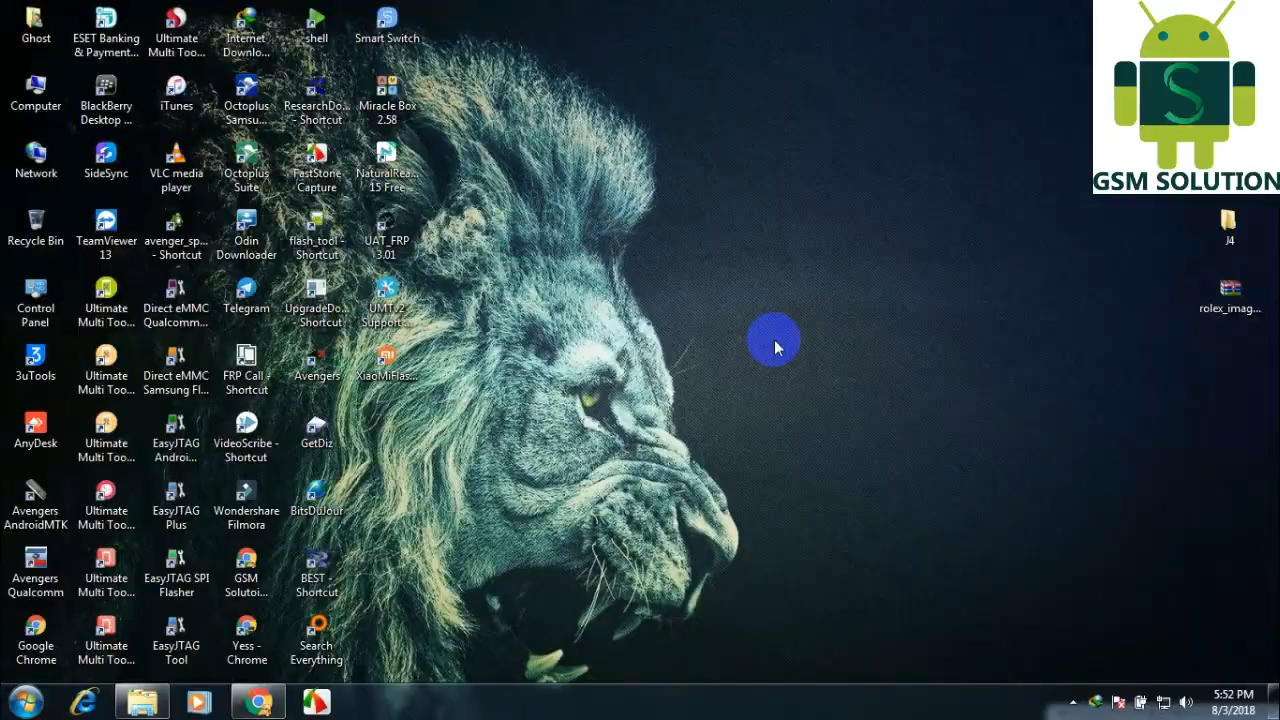 Ghost
ESET Banking
& Payment...
Ultimate
Multi Too...
Internet
Downlo...
shell
Smart Switch
S
GSM SOLUTION
Computer
BlackBerry
Desktop ...
iTunes
Octoplus
Samsu...
ResearchDo...
- Shortcut
Miracle Box
2.58
Network
SideSync
VLC media
player
Octoplus
Suite
FastStone
Capture
NaturalRea...
15 Free
Recycle Bin
TeamViewer
13
avenger_sp...
- Shortcut
Odin
Downloader
flash_tool -
Shortcut
UAT_FRP
3.01
J4
Control
Panel
Ultimate
Multi Too...
Direct eMMC
Qualcomm...
Telegram
UpgradeDo...
- Shortcut
UMTv2
Support...
rolex_imag...
3uTools
Ultimate
Multi Too...
Direct eMMC
Samsung Fl...
FRP Call -
Shortcut
Avengers
XiaoMiFlas...
AnyDesk
Ultimate
Multi Too...
EasyJTAG
Androi...
VideoScribe -
Shortcut
GetDiz
Avengers
AndroidMTK
Ultimate
Multi Too...
EasyJTAG
Plus
Wondershare
Filmora
BitsDuJour
Avengers
Qualcomm
Ultimate
Multi Too...
EasyJTAG SPI
Flasher
GSM
Solutoi...
BEST -
Shortcut
Google
Chrome
Ultimate
Multi Too...
EasyJTAG
Tool
Yess -
Chrome
Search
Everything
5:52 PM
8/3/2018